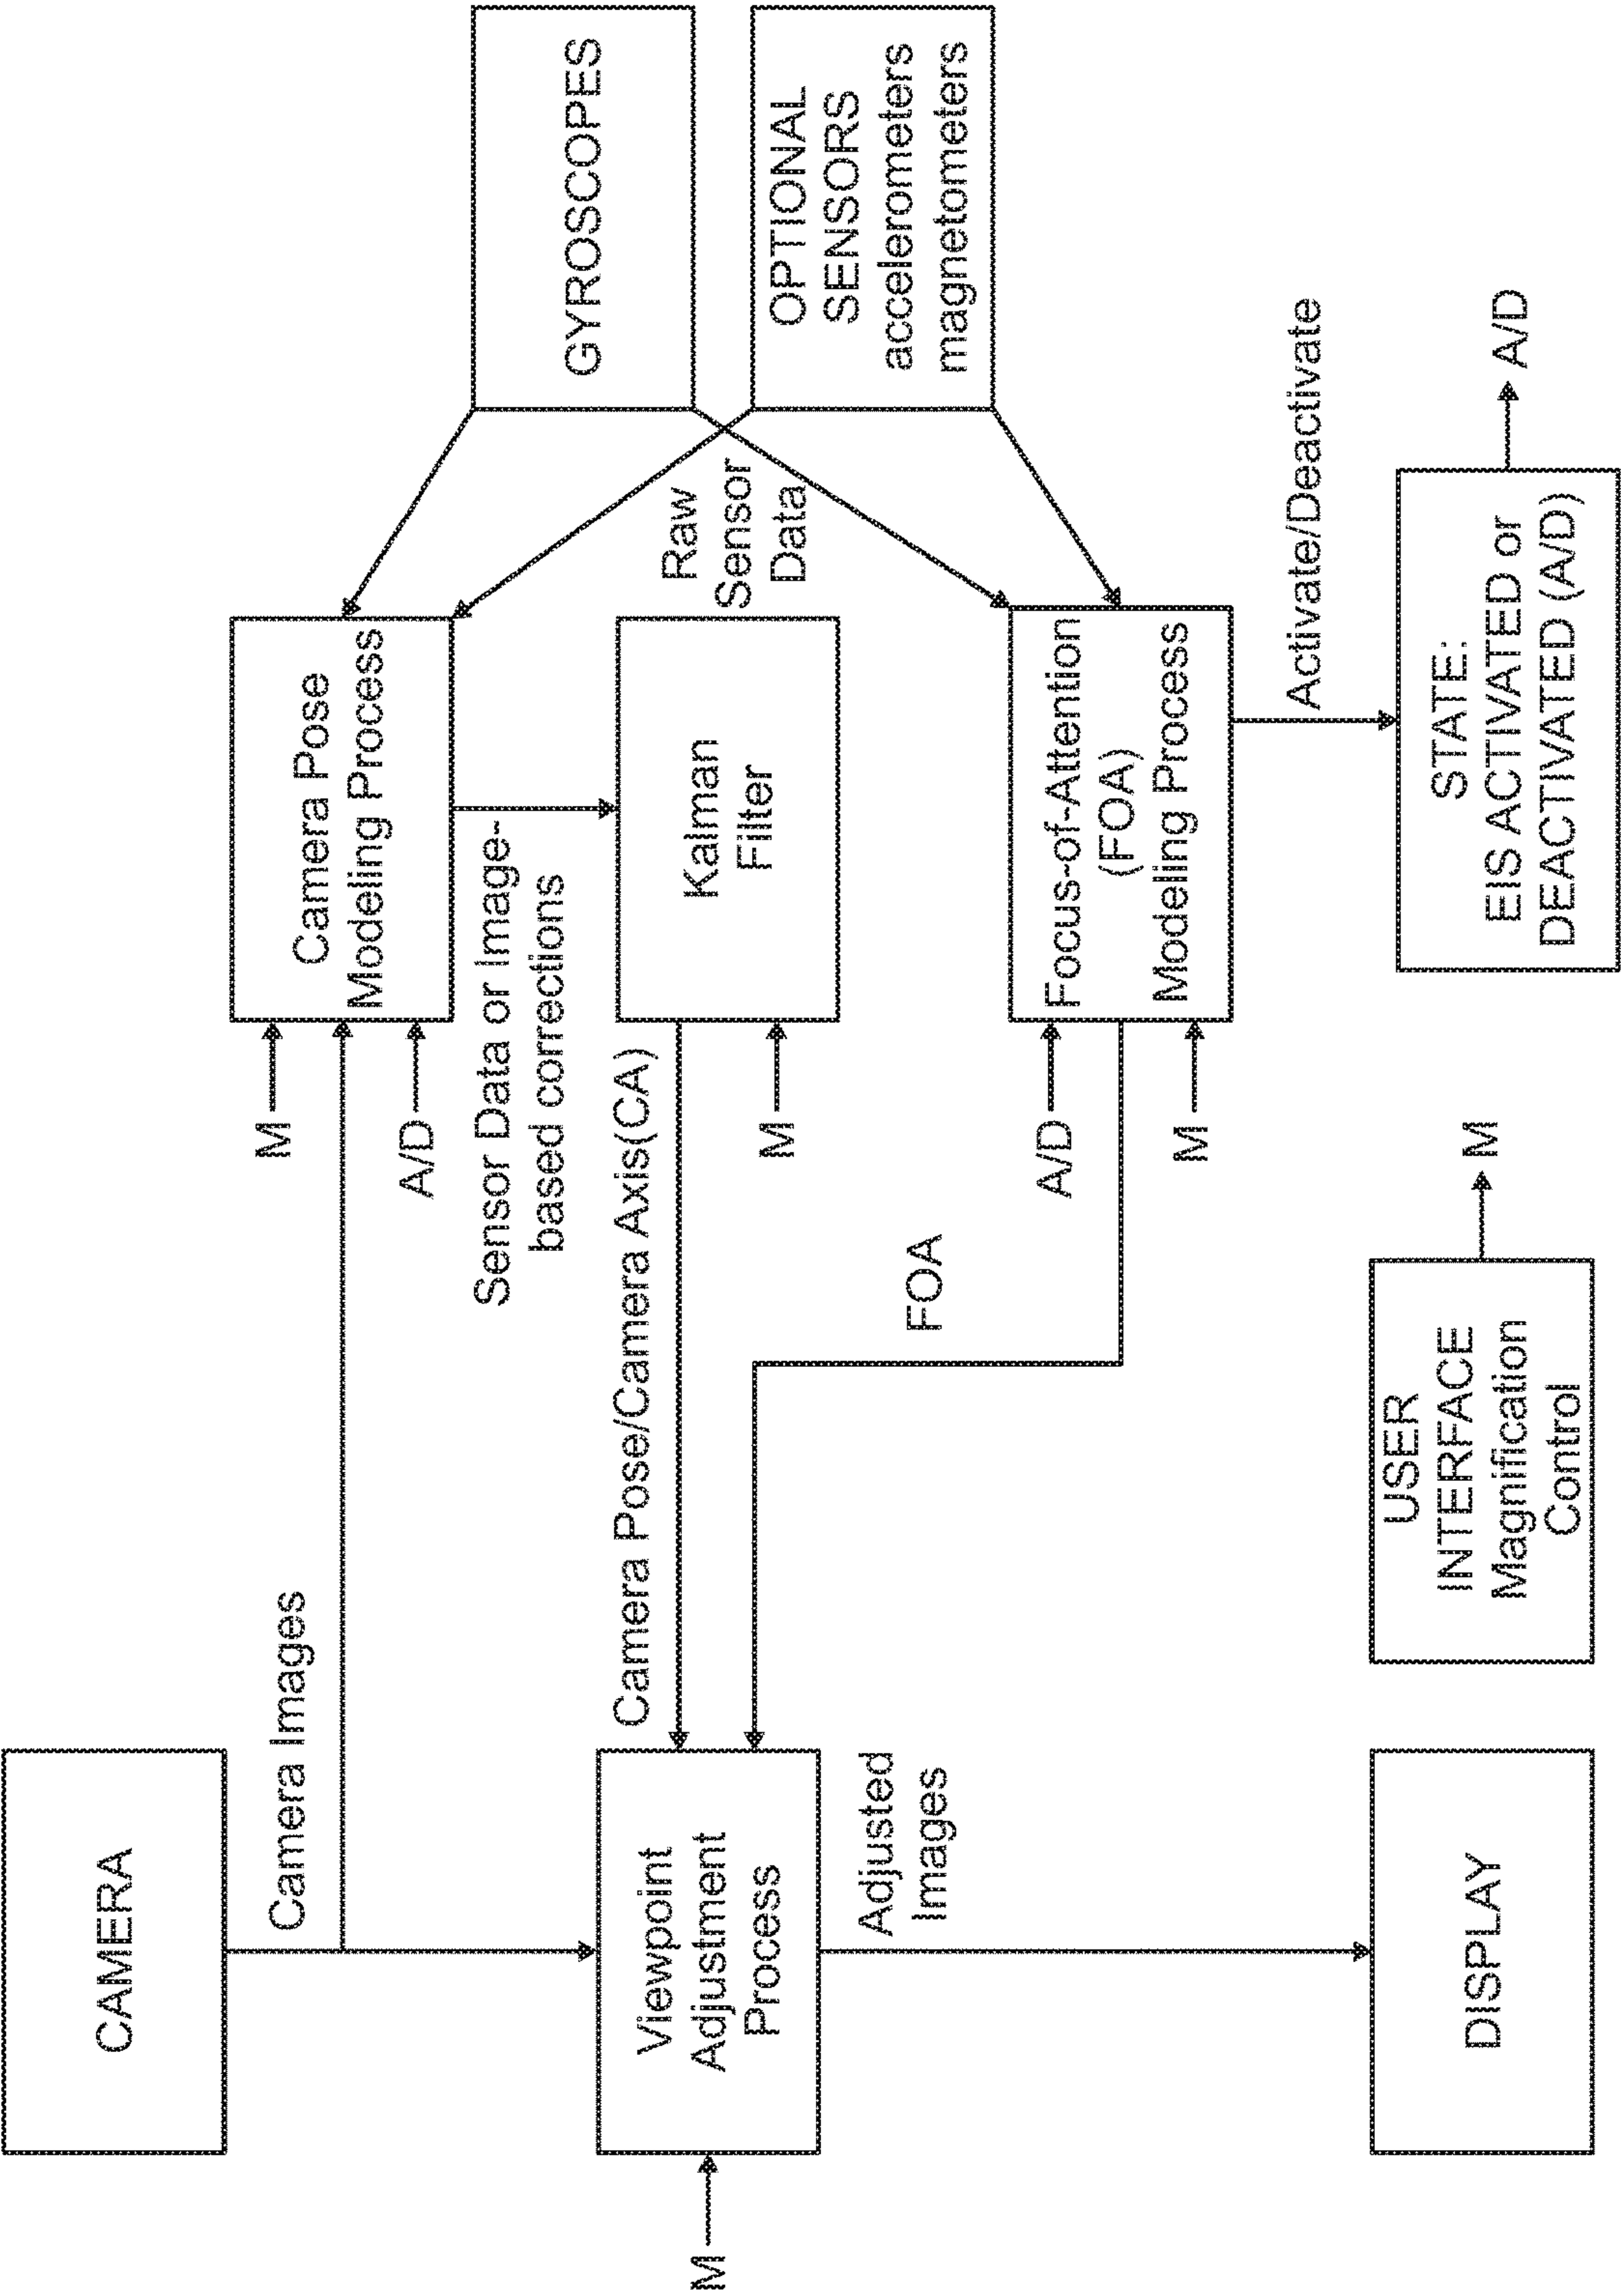 CAMERA
Camera Images
M
A/D
Camera Pose
Modeling Process
GYROSCOPES
Sensor Data or Image-
based corrections
Raw
Sensor
Data
OPTIONAL
SENSORS
accelerometers
magnetometers
M
Viewpoint
Adjustment
Process
Camera Pose/Camera Axis(CA)
M
Kalman
Filter
Adjusted
Images
FOA
A/D
M
Focus-of-Attention
(FOA)
Modeling Process
Activate/Deactivate
DISPLAY
USER
INTERFACE
Magnification
Control
M
STATE:
EIS ACTIVATED or
DEACTIVATED (A/D)
A/D